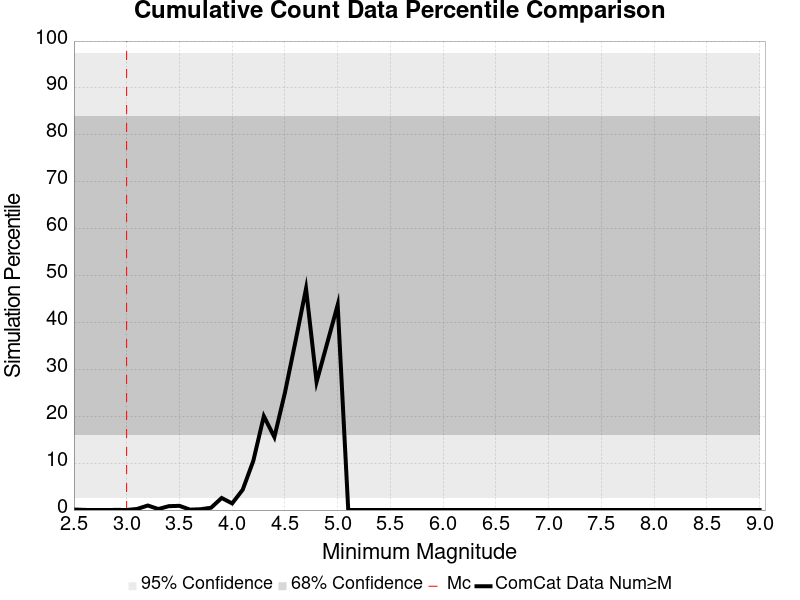 Cumulative Count Data Percentile Comparison
100
90
80
70
60
50
40
30
20
10
0
Simulation Percentile
2.5 3.0 3.5 4.0 4.5 5.0 5.5 6.0 6.5 7.0 7.5 8.0 8.5 9.0
Minimum Magnitude
95% Confidence 68% Confidence Mc ComCat Data Num≥M